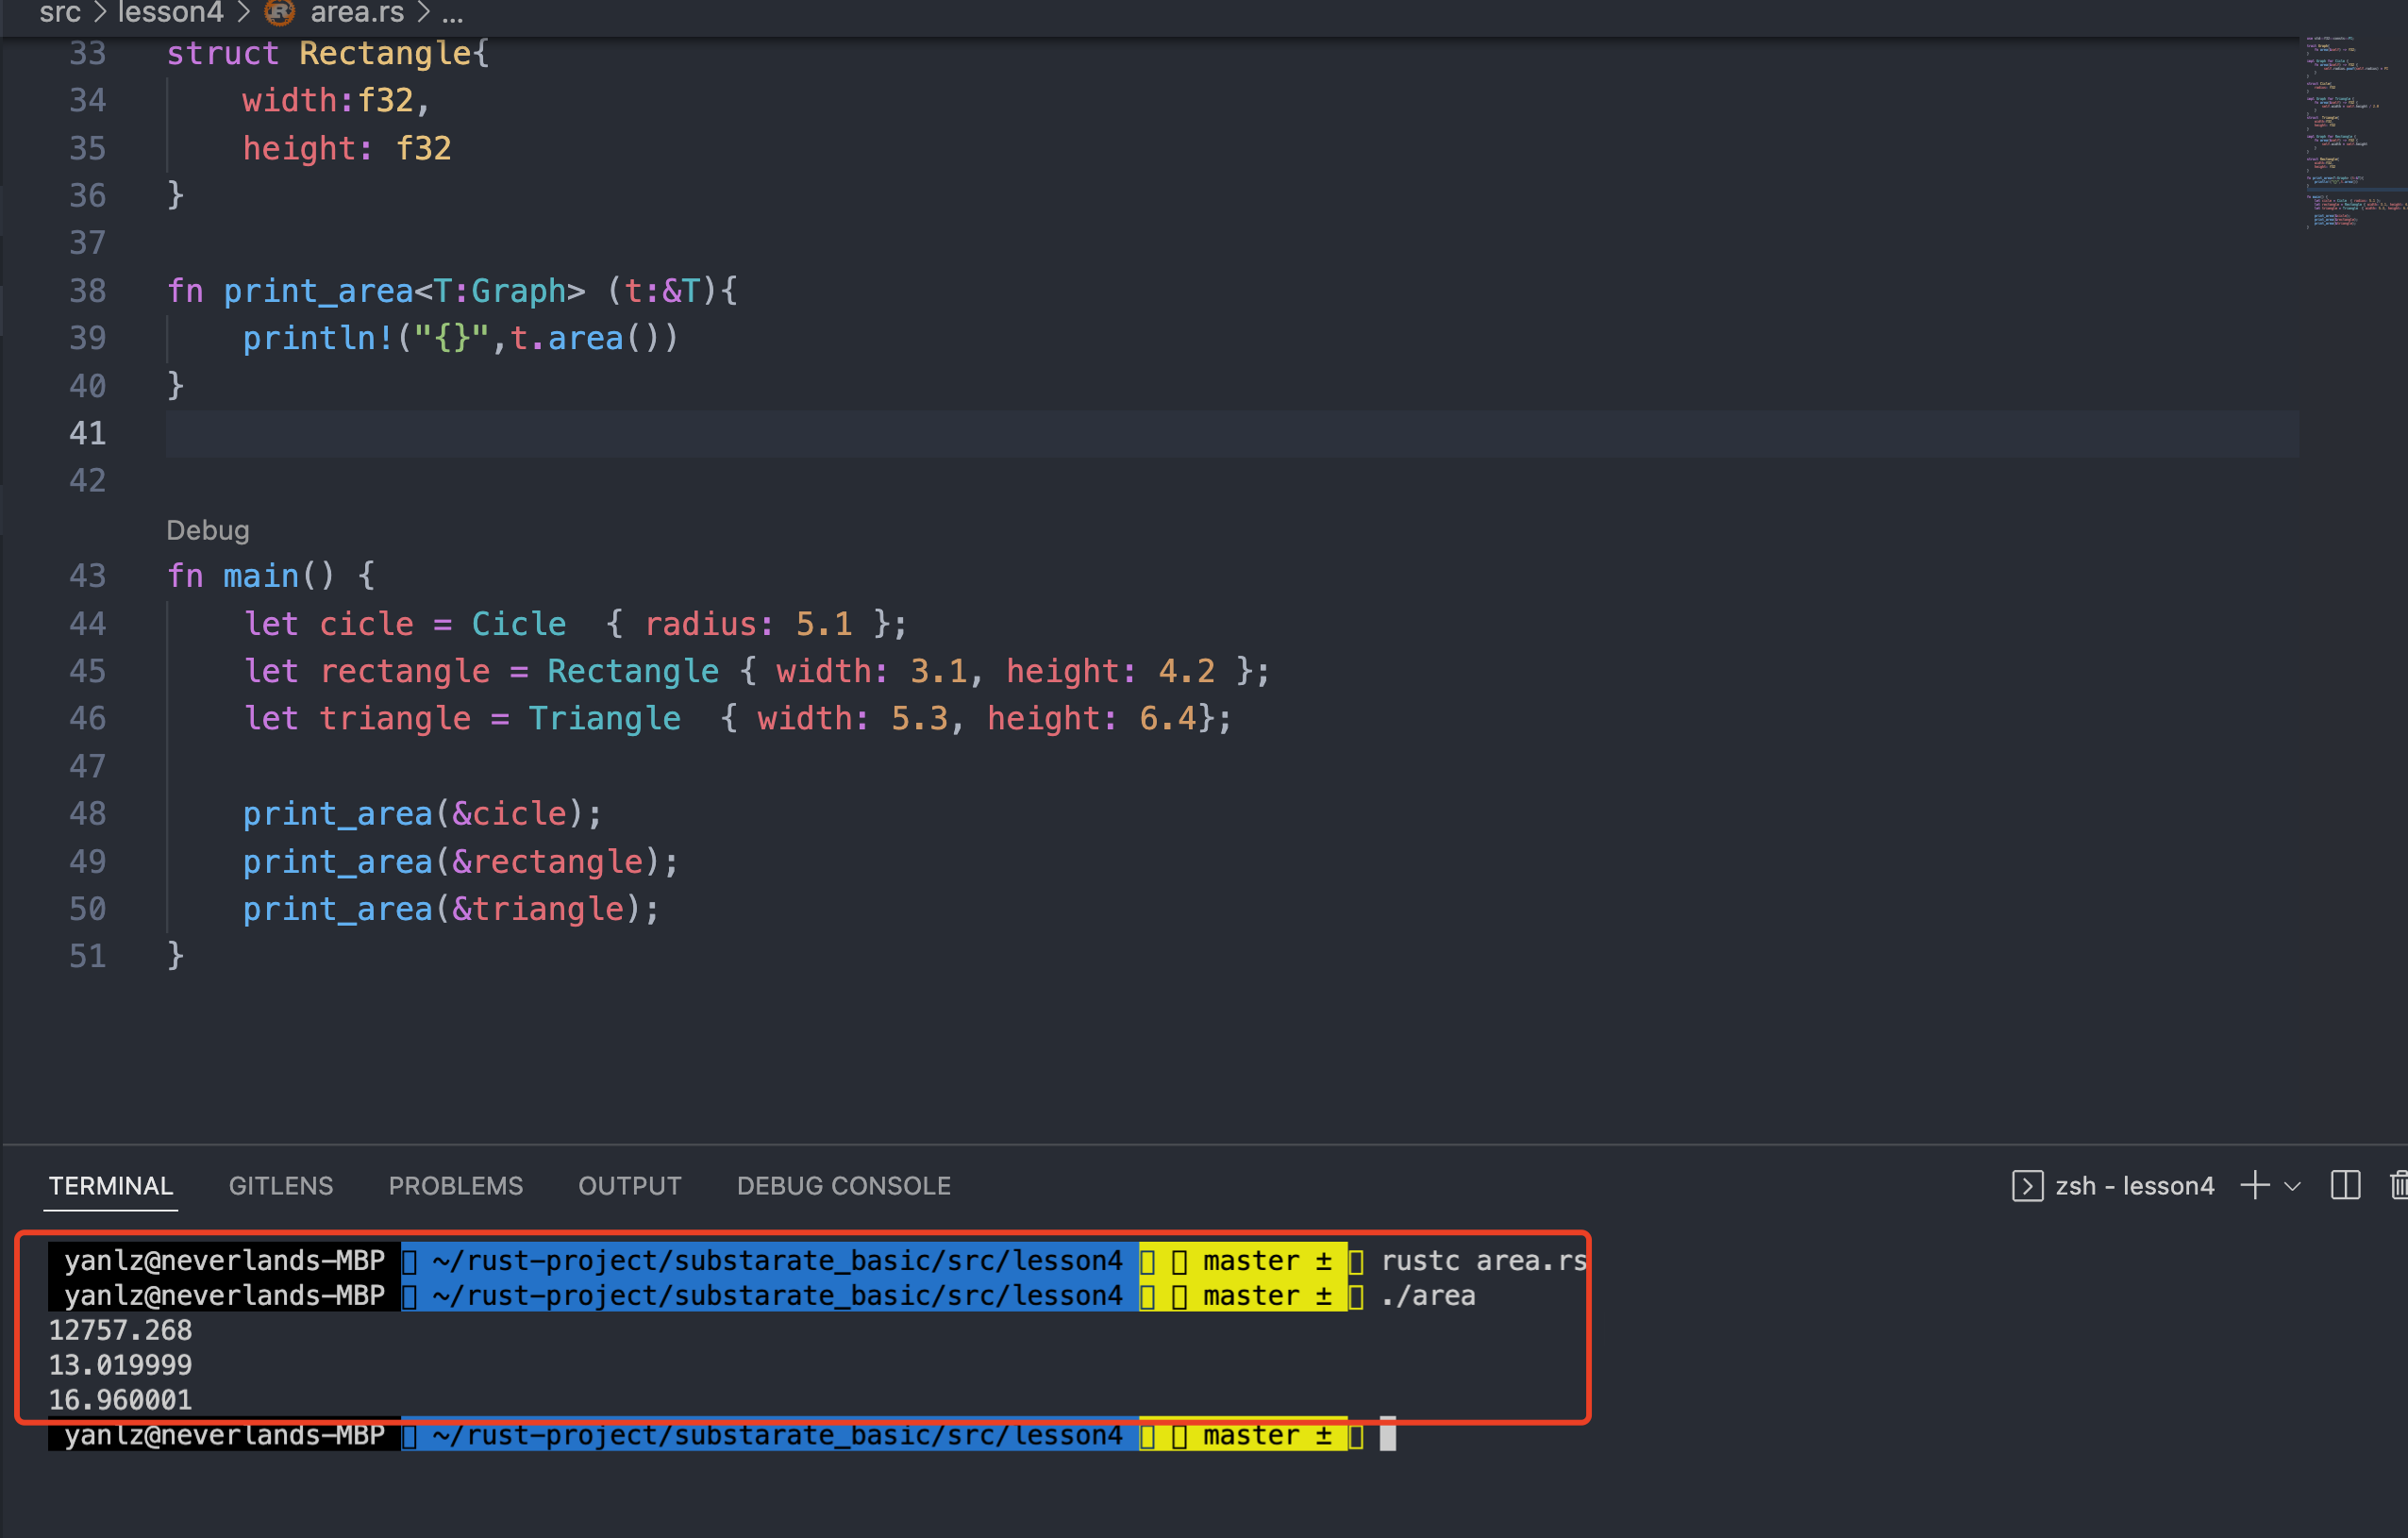 src > lesson4 > area.rs > ...
33 struct Rectangle{
34 width:f32,
35 height: f32
36 }
37
38 fn print_area<T:Graph> (t:&T){
39 println!("{}",t.area())
40 }
41
42
Debug
43 fn main() {
44 let cicle = Cicle  { radius: 5.1 };
45 let rectangle = Rectangle { width: 3.1, height: 4.2 };
46 let triangle = Triangle  { width: 5.3, height: 6.4};
47
48 print_area(&cicle);
49 print_area(&rectangle);
50 print_area(&triangle);
51 }
TERMINAL GITLENS PROBLEMS OUTPUT DEBUG CONSOLE zsh - lesson4
yanlz@neverlands-MBP ~/rust-project/substarate_basic/src/lesson4 master ± rustc area.rs
yanlz@neverlands-MBP ~/rust-project/substarate_basic/src/lesson4 master ± ./area
12757.268
13.019999
16.960001
yanlz@neverlands-MBP ~/rust-project/substarate_basic/src/lesson4 master ±